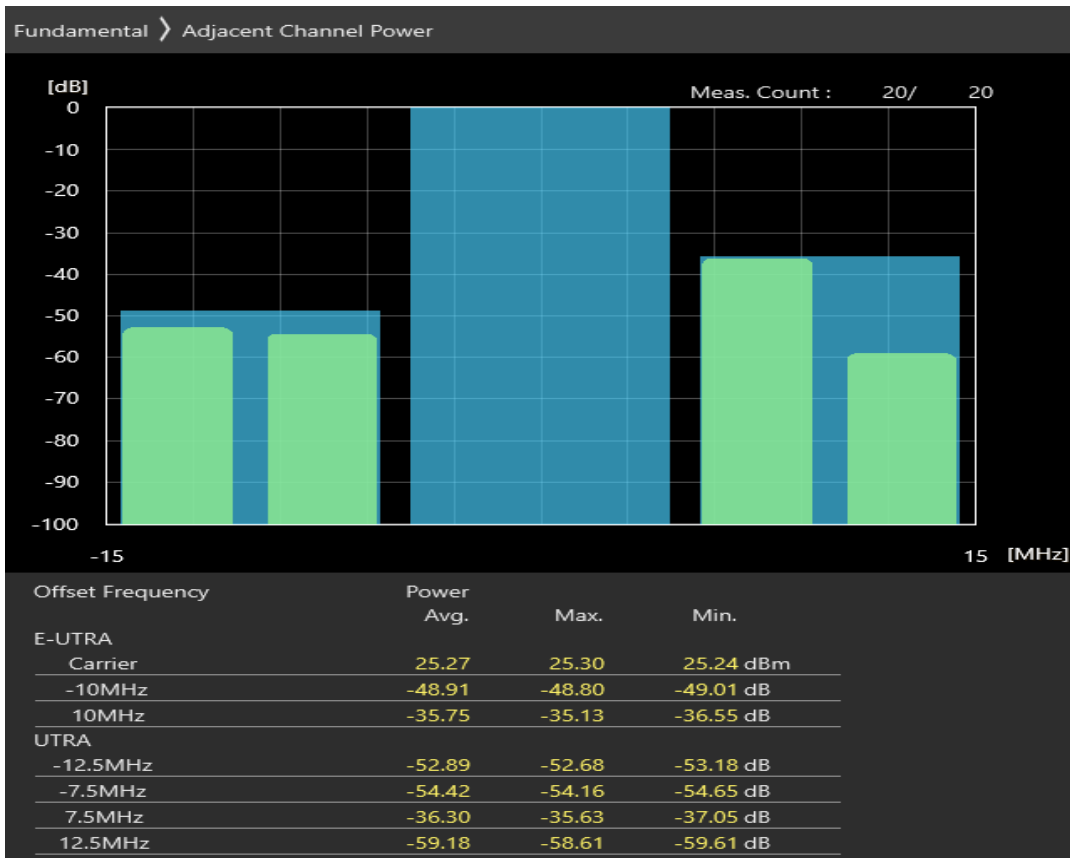 Fundamental 〉 Adjacent Channel Power
[dB]
Meas. Count : 20/ 20
0
-10
-20
-30
-40
-50
-60
-70
-80
-90
-100
-15 15 [MHz]
Offset Frequency Power
Avg. Max. Min.
E-UTRA
Carrier 25.27 25.30 25.24 dBm
-10MHz -48.91 -48.80 -49.01 dB
10MHz -35.75 -35.13 -36.55 dB
UTRA
-12.5MHz -52.89 -52.68 -53.18 dB
-7.5MHz -54.42 -54.16 -54.65 dB
7.5MHz -36.30 -35.63 -37.05 dB
12.5MHz -59.18 -58.61 -59.61 dB